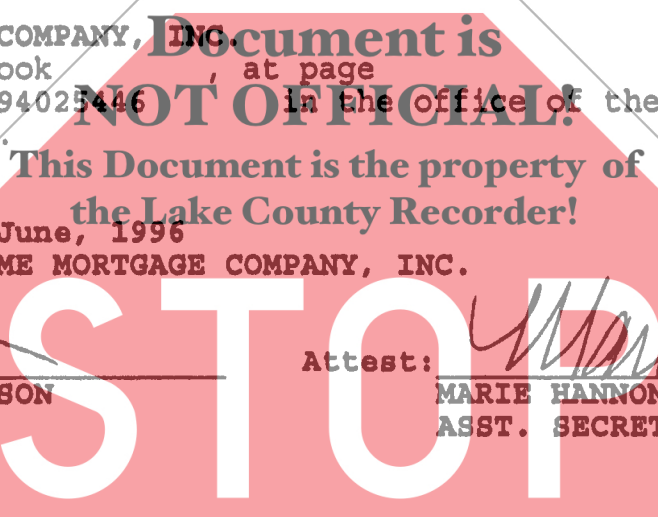 COMPANY, INC.
Document is
ook , at page
94025446 in the office of the
NOT OFFICIAL!
.
This Document is the property of
the Lake County Recorder!
June, 1996
ME MORTGAGE COMPANY, INC.
STOP
Attest:
SON MARIE HANNON
ASST. SECRET